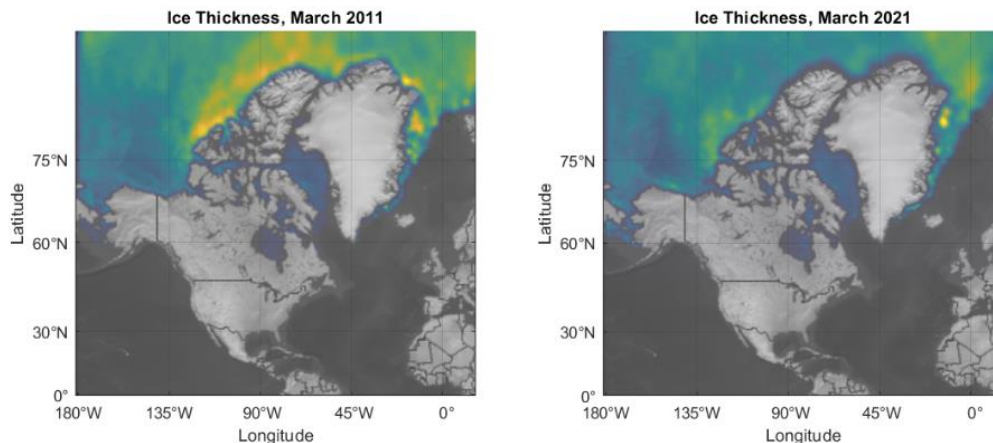 Ice Thickness, March 2011
75°N
60°N
30°N
0°
180°W 135°W 90°W 45°W 0°
Latitude
Longitude
Ice Thickness, March 2021
75°N
60°N
30°N
0°
180°W 135°W 90°W 45°W 0°
Latitude
Longitude